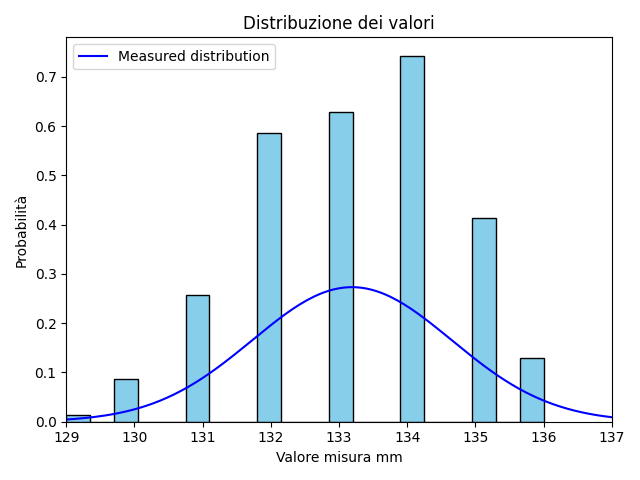 Distribuzione dei valori
Measured distribution
Probabilità
0.7
0.6
0.5
0.4
0.3
0.2
0.1
0.0
129 130 131 132 133 134 135 136 137
Valore misura mm